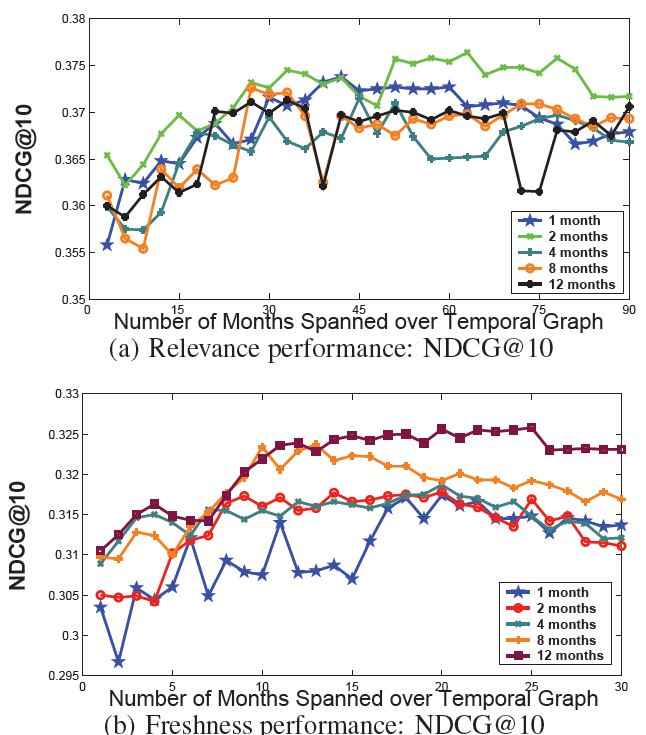 0.38
0.375
0.37
0.365
0.36
0.355
0.35
NDCG@10
1 month
2 months
4 months
8 months
12 months
0 15 30 45 60 75 90
Number of Months Spanned over Temporal Graph
(a) Relevance performance: NDCG@10
0.33
0.325
0.32
0.315
0.31
0.305
0.3
0.295
NDCG@10
1 month
2 months
4 months
8 months
12 months
0 5 10 15 20 25 30
Number of Months Spanned over Temporal Graph
(b) Freshness performance: NDCG@10